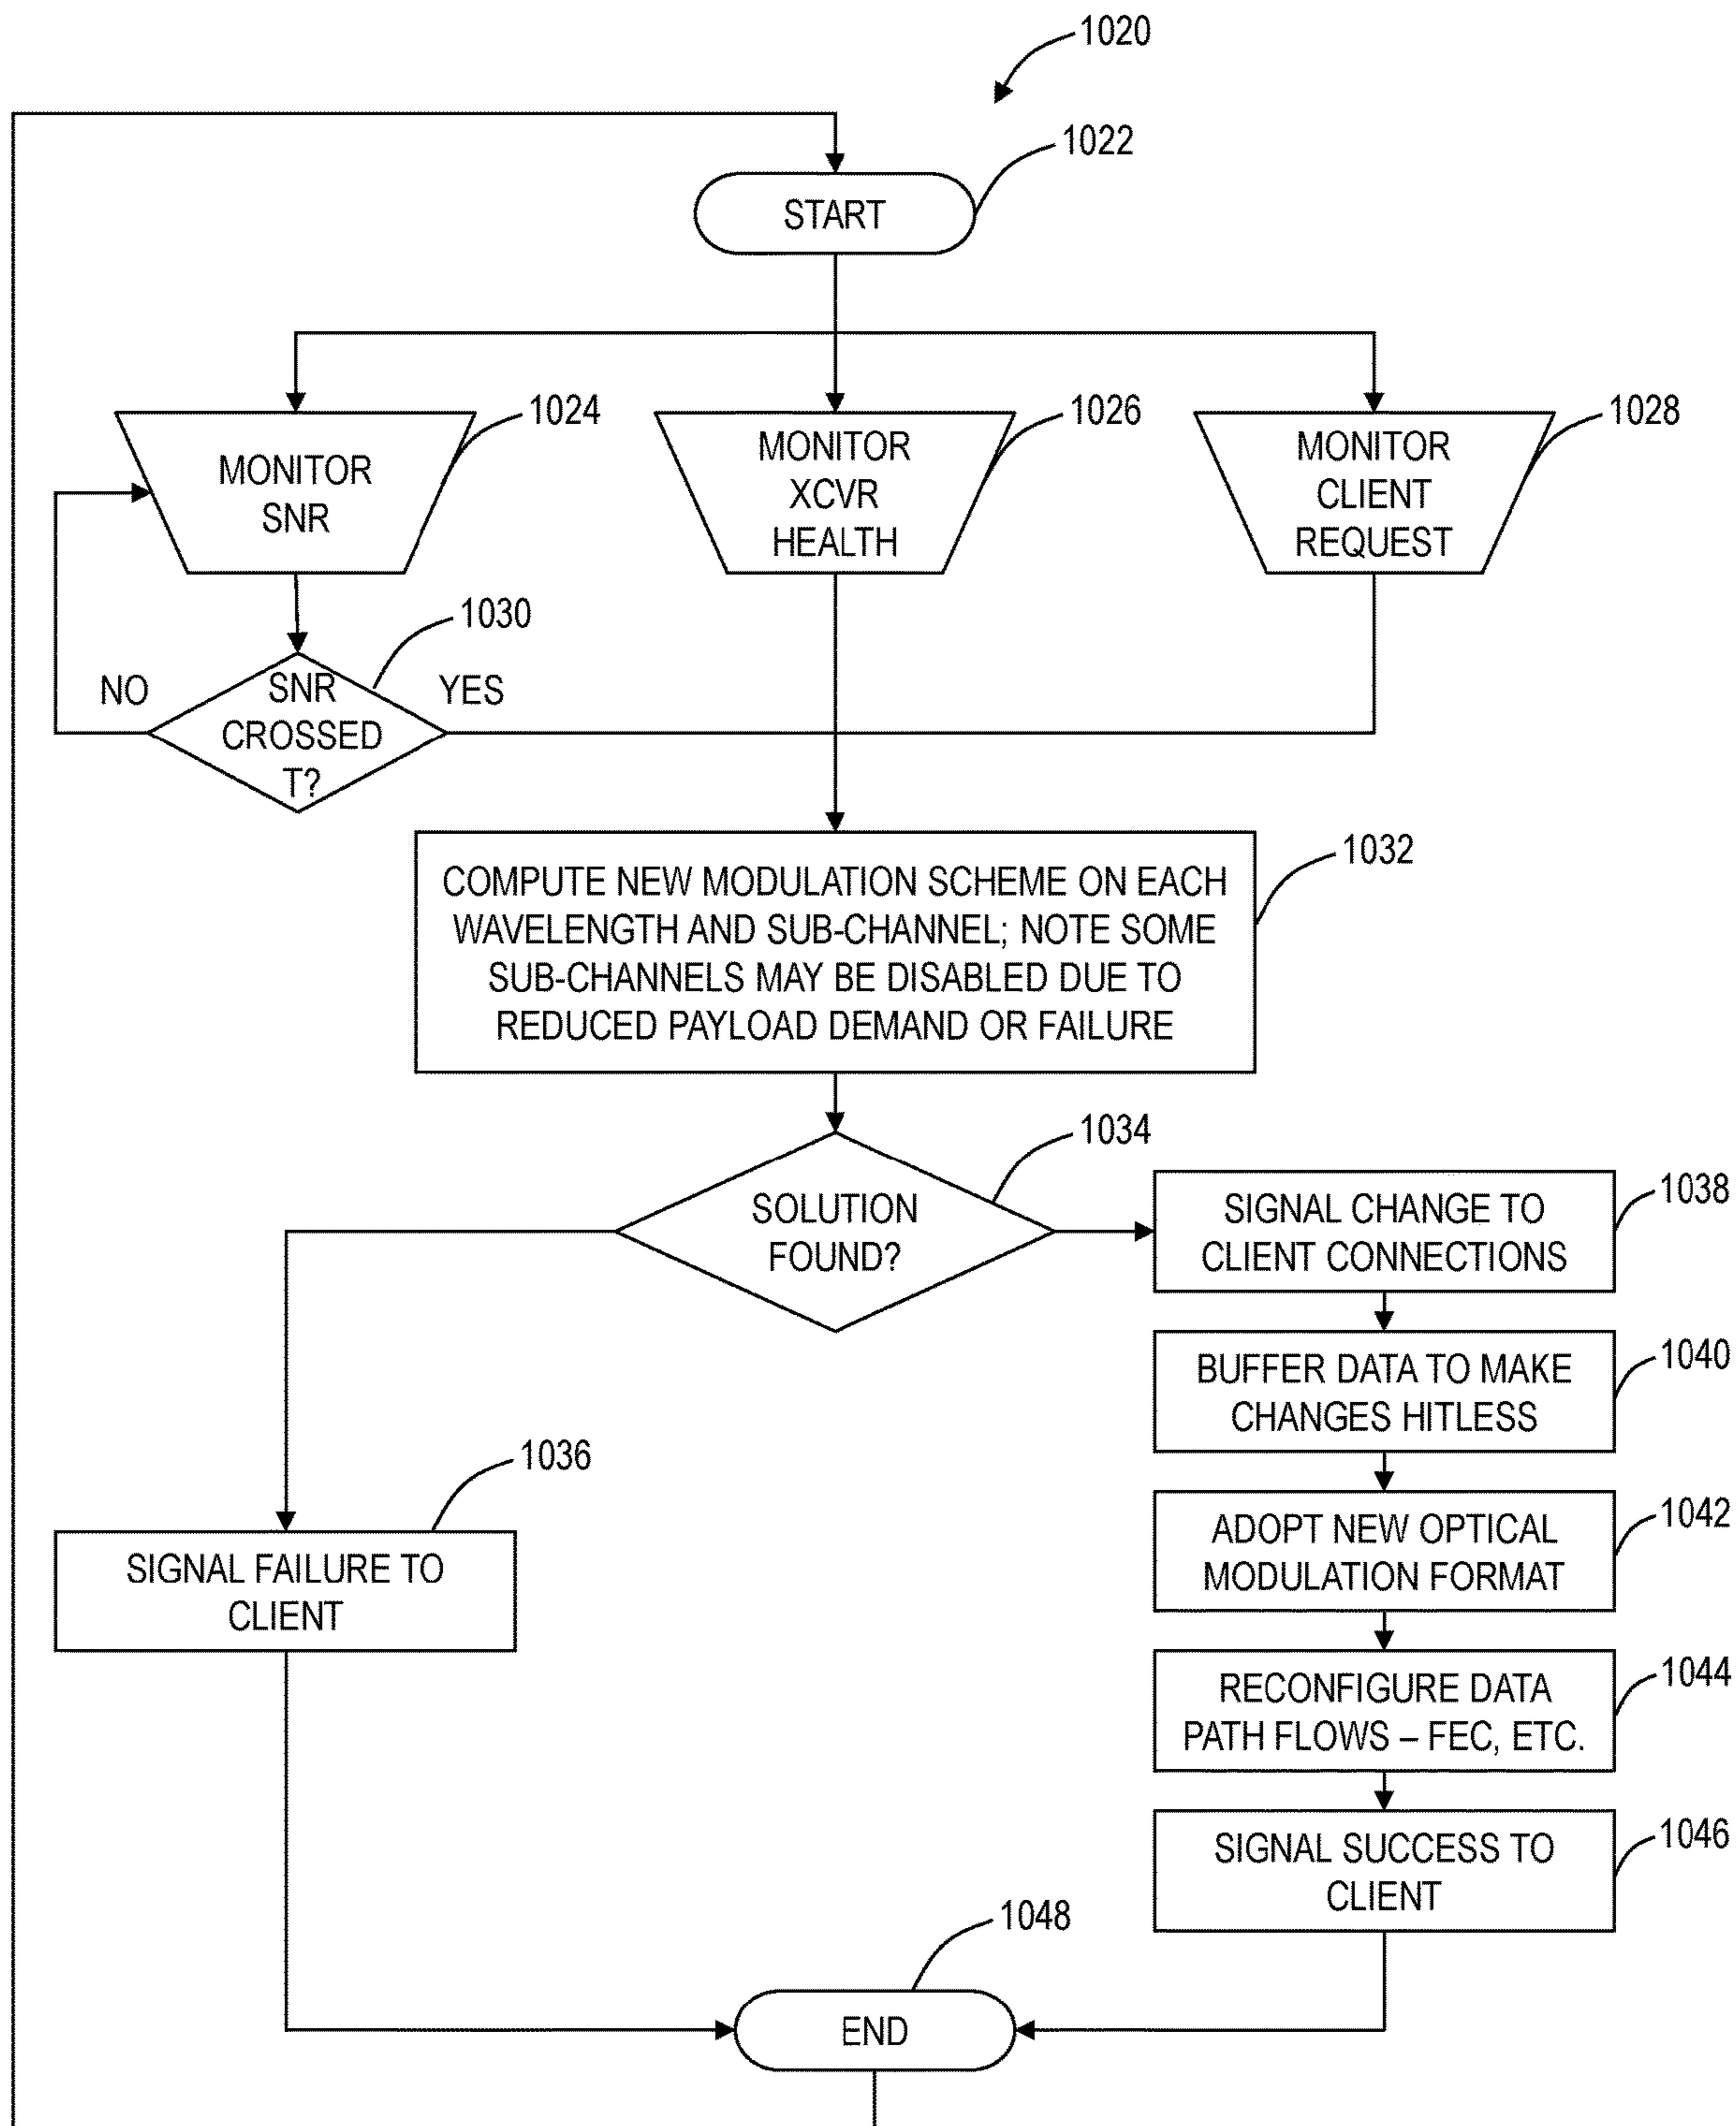 1020
1022
START
1024
MONITOR
SNR
1026
MONITOR
XCVR
HEALTH
1028
MONITOR
CLIENT
REQUEST
1030
NO
SNR
CROSSED
T?
YES
1032
COMPUTE NEW MODULATION SCHEME ON EACH
WAVELENGTH AND SUB-CHANNEL; NOTE SOME
SUB-CHANNELS MAY BE DISABLED DUE TO
REDUCED PAYLOAD DEMAND OR FAILURE
1034
SOLUTION
FOUND?
1038
SIGNAL CHANGE TO
CLIENT CONNECTIONS
1040
BUFFER DATA TO MAKE
CHANGES HITLESS
1036
SIGNAL FAILURE TO
CLIENT
1042
ADOPT NEW OPTICAL
MODULATION FORMAT
1044
RECONFIGURE DATA
PATH FLOWS – FEC, ETC.
1046
SIGNAL SUCCESS TO
CLIENT
1048
END